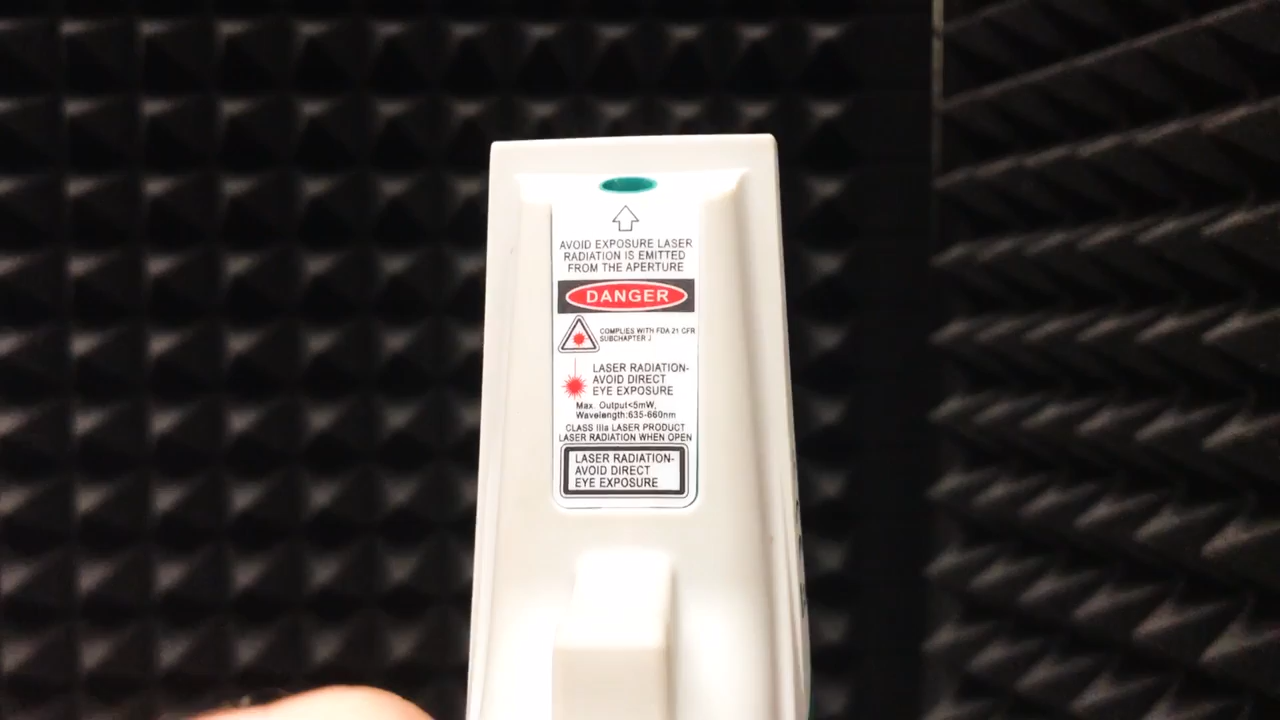 AVOID EXPOSURE LASER
RADIATION IS EMITTED
FROM THE APERTURE
DANGER
COMPLIES WITH FDA 21 CFR
SUBCHAPTER J
LASER RADIATION-
AVOID DIRECT
EYE EXPOSURE
Max. Output<5mW,
Wavelength:635-660nm
CLASS IIIa LASER PRODUCT
LASER RADIATION WHEN OPEN
LASER RADIATION-
AVOID DIRECT
EYE EXPOSURE